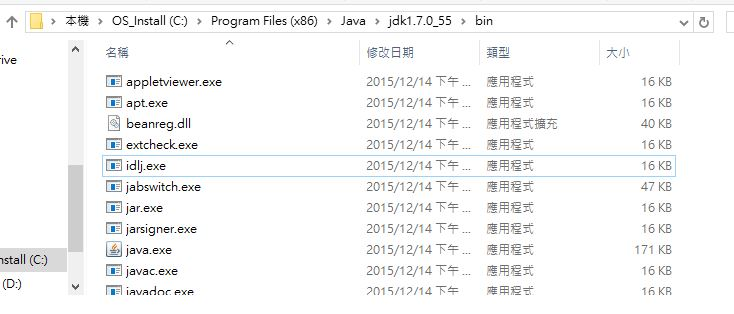 本機 › OS_Install (C:) › Program Files (x86) › Java › jdk1.7.0_55 › bin
名稱 修改日期 類型 大小
rive
appletviewer.exe 2015/12/14 下午 ... 應用程式 16 KB
apt.exe 2015/12/14 下午 ... 應用程式 16 KB
beanreg.dll 2015/12/14 下午 ... 應用程式擴充 40 KB
extcheck.exe 2015/12/14 下午 ... 應用程式 16 KB
idlj.exe 2015/12/14 下午 ... 應用程式 16 KB
jabswitch.exe 2015/12/14 下午 ... 應用程式 47 KB
jar.exe 2015/12/14 下午 ... 應用程式 16 KB
jarsigner.exe 2015/12/14 下午 ... 應用程式 16 KB
java.exe 2015/12/14 下午 ... 應用程式 171 KB
nstall (C:)
javac.exe 2015/12/14 下午 ... 應用程式 16 KB
(D:)
javadoc.exe 2015/12/14 下午 ... 應用程式 16 KB